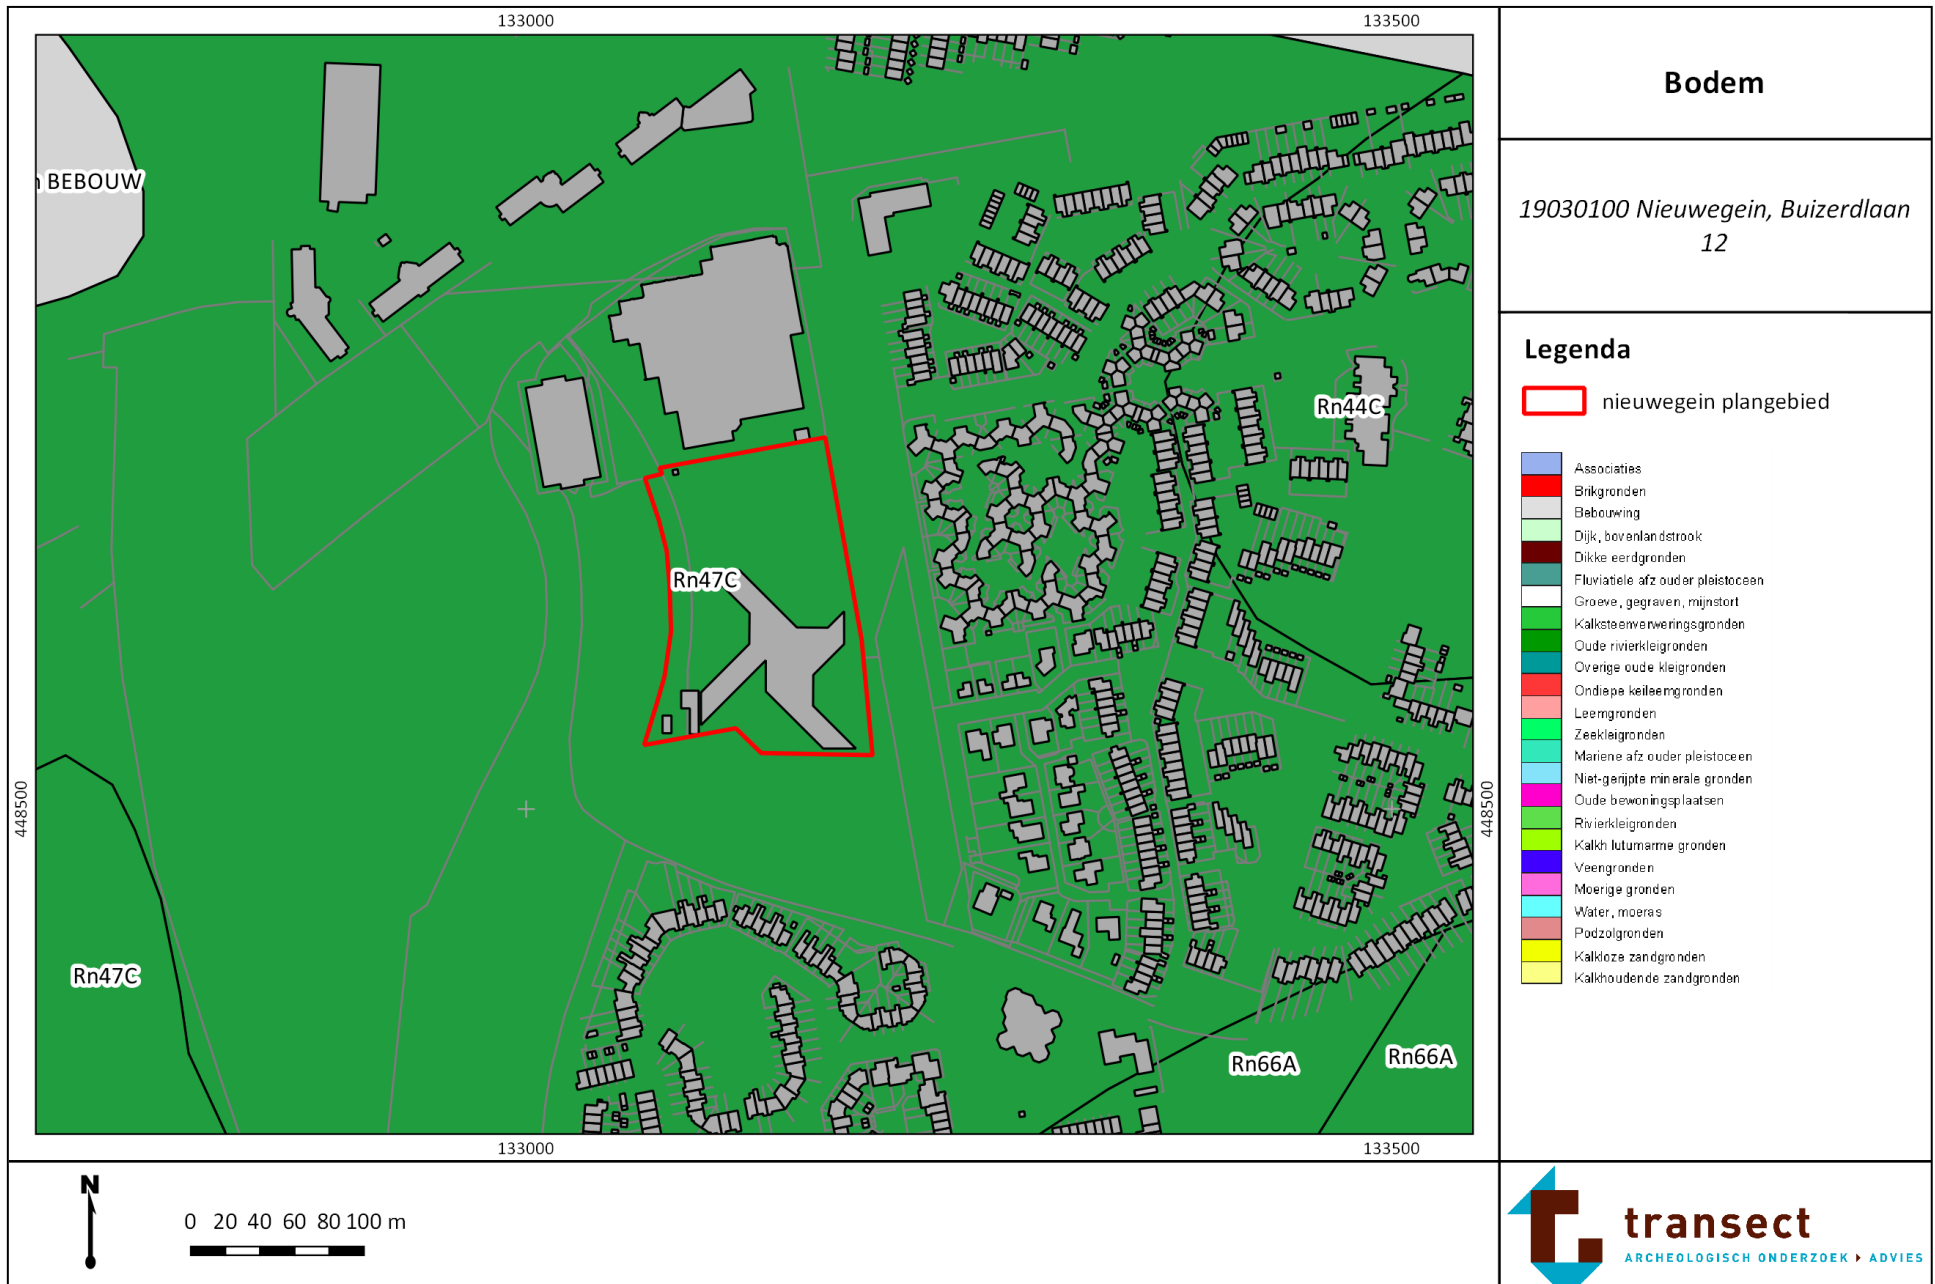 133000
133500
n BEBOUW
Rn44C
Rn47C
Rn47C
Rn66A
Rn66A
448500
448500
133000
133500
N
0 20 40 60 80 100 m
Bodem
19030100 Nieuwegein, Buizerdlaan
12
Legenda
nieuwegein plangebied
Associaties
Brikgronden
Bebouwing
Dijk, bovenlandstrook
Dikke eerdgronden
Fluviatiele afz ouder pleistoceen
Groeve, gegraven, mijnstort
Kalksteenverweringsgronden
Oude rivierkleigronden
Overige oude kleigronden
Ondiepe keileemgronden
Leemgronden
Zeekleigronden
Mariene afz ouder pleistoceen
Niet-gerijpte minerale gronden
Oude bewoningsplaatsen
Rivierkleigronden
Kalkh lutumarme gronden
Veengronden
Moerige gronden
Water, moeras
Podzolgronden
Kalkloze zandgronden
Kalkhoudende zandgronden
transect
ARCHEOLOGISCH ONDERZOEK ▸ ADVIES